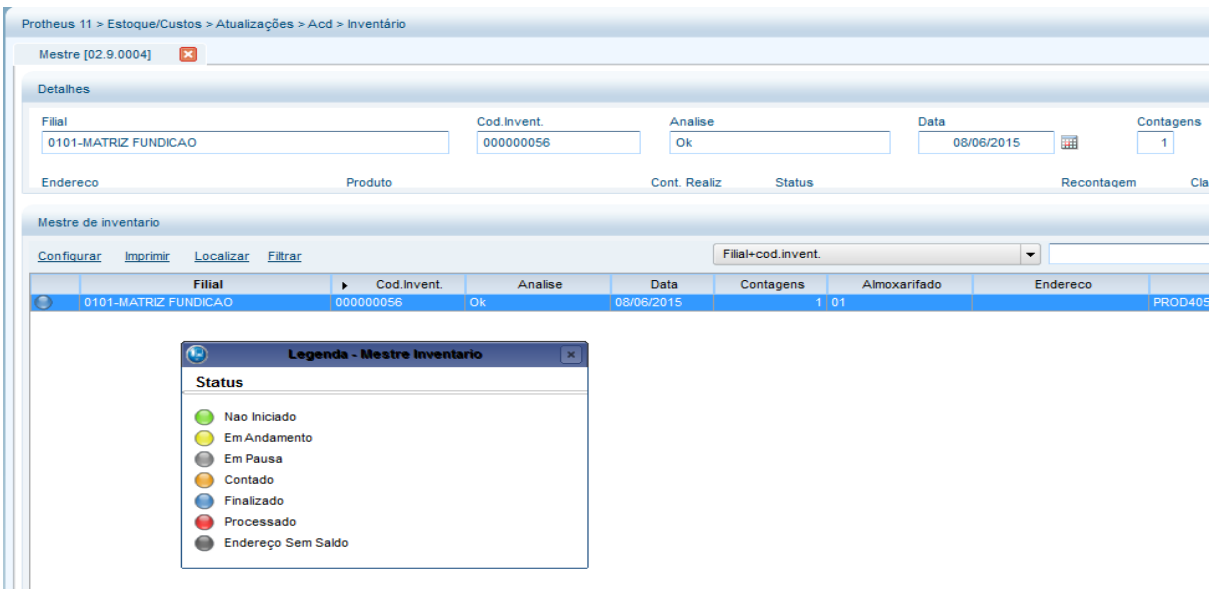 Protheus 11 > Estoque/Custos > Atualizações > Acd > Inventário
Mestre [02.9.0004]
Detalhes
Filial Cod.Invent. Analise Data Contagens
0101-MATRIZ FUNDICAO 000000056 Ok 08/06/2015 1
Endereco Produto Cont. Realiz Status Recontagem Cla
Mestre de inventario
Configurar Imprimir Localizar Filtrar Filial+cod.invent.
Filial Cod.Invent. Analise Data Contagens Almoxarifado Endereco
0101-MATRIZ FUNDICAO 000000056 Ok 08/06/2015 1 01 PROD405
Legenda - Mestre Inventario
Status
Nao Iniciado
Em Andamento
Em Pausa
Contado
Finalizado
Processado
Endereço Sem Saldo